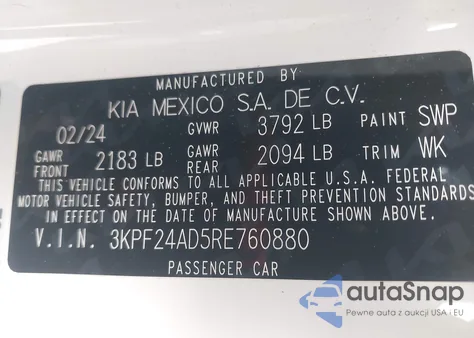 MANUFACTURED BY
KIA MEXICO S.A. DE C.V.
02/24 GVWR 3792 LB PAINT SWP
GAWR FRONT 2183 LB GAWR REAR 2094 LB TRIM WK
THIS VEHICLE CONFORMS TO ALL APPLICABLE U.S.A. FEDERAL
MOTOR VEHICLE SAFETY, BUMPER, AND THEFT PREVENTION STANDARDS
IN EFFECT ON THE DATE OF MANUFACTURE SHOWN ABOVE.
V.I.N. 3KPF24AD5RE760880
PASSENGER CAR
autoSnap
Pewne auta z aukcji USA i EU